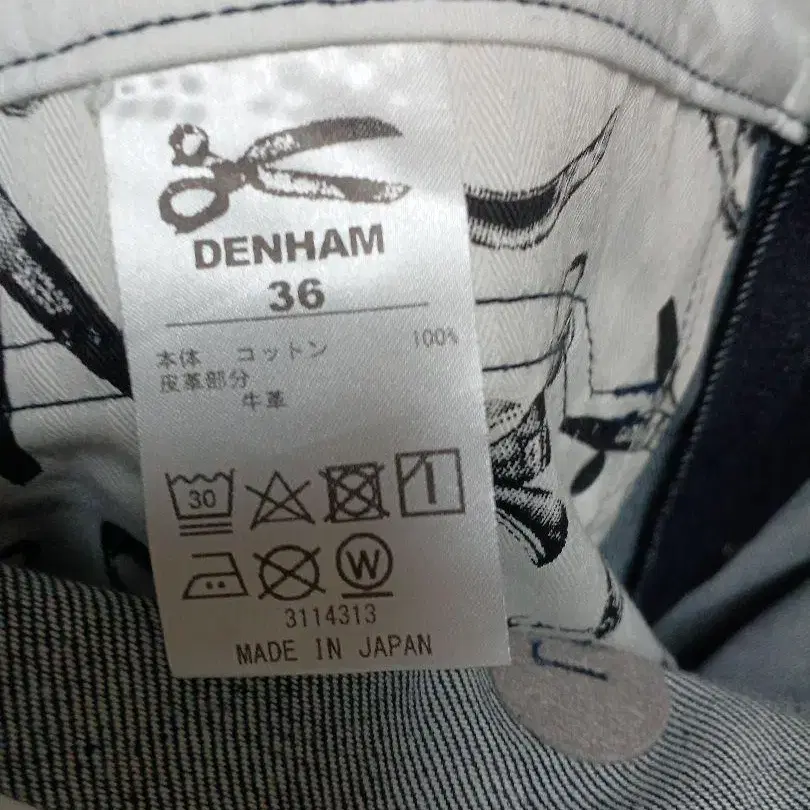 DENHAM
36
本体 コットン 100%
皮革部分
牛革
30
W
3114313
MADE IN JAPAN